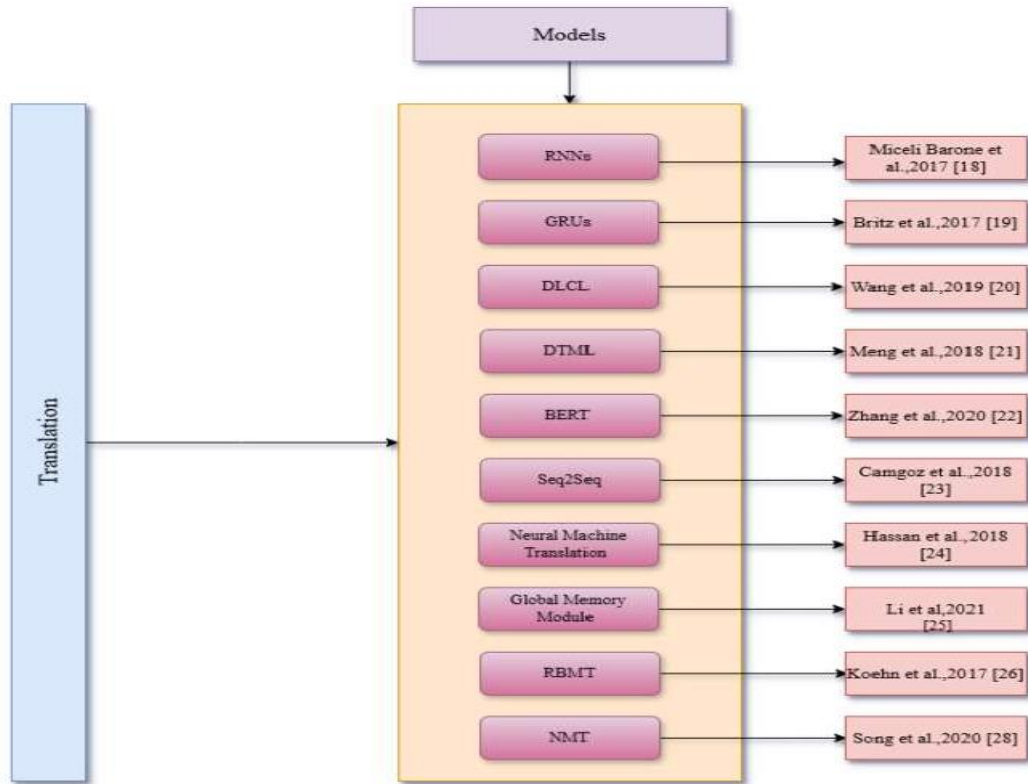 Models
Translation
RNNs
Miceli Barone et
al.,2017 [18]
GRUs
Britz et al.,2017 [19]
DLCL
Wang et al.,2019 [20]
DTML
Meng et al.,2018 [21]
BERT
Zhang et al.,2020 [22]
Seq2Seq
Camgoz et al.,2018
[23]
Neural Machine
Translation
Hassan et al.,2018
[24]
Global Memory
Module
Li et al,2021
[25]
RBMT
Koehn et al.,2017 [26]
NMT
Song et al.,2020 [28]